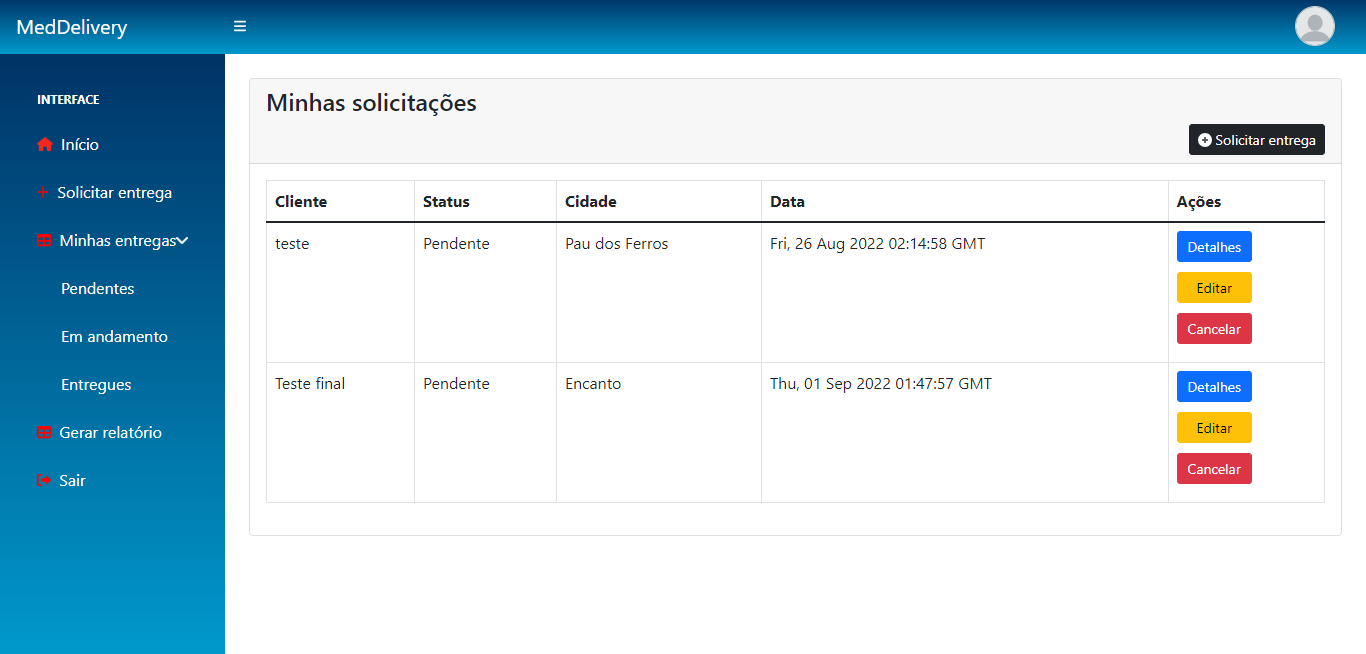 MedDelivery
INTERFACE
Início
Solicitar entrega
Minhas entregas
Pendentes
Em andamento
Entregues
Gerar relatório
Sair
Minhas solicitações
Solicitar entrega
Cliente Status Cidade Data Ações
teste Pendente Pau dos Ferros Fri, 26 Aug 2022 02:14:58 GMT Detalhes
Editar
Cancelar
Teste final Pendente Encanto Thu, 01 Sep 2022 01:47:57 GMT Detalhes
Editar
Cancelar